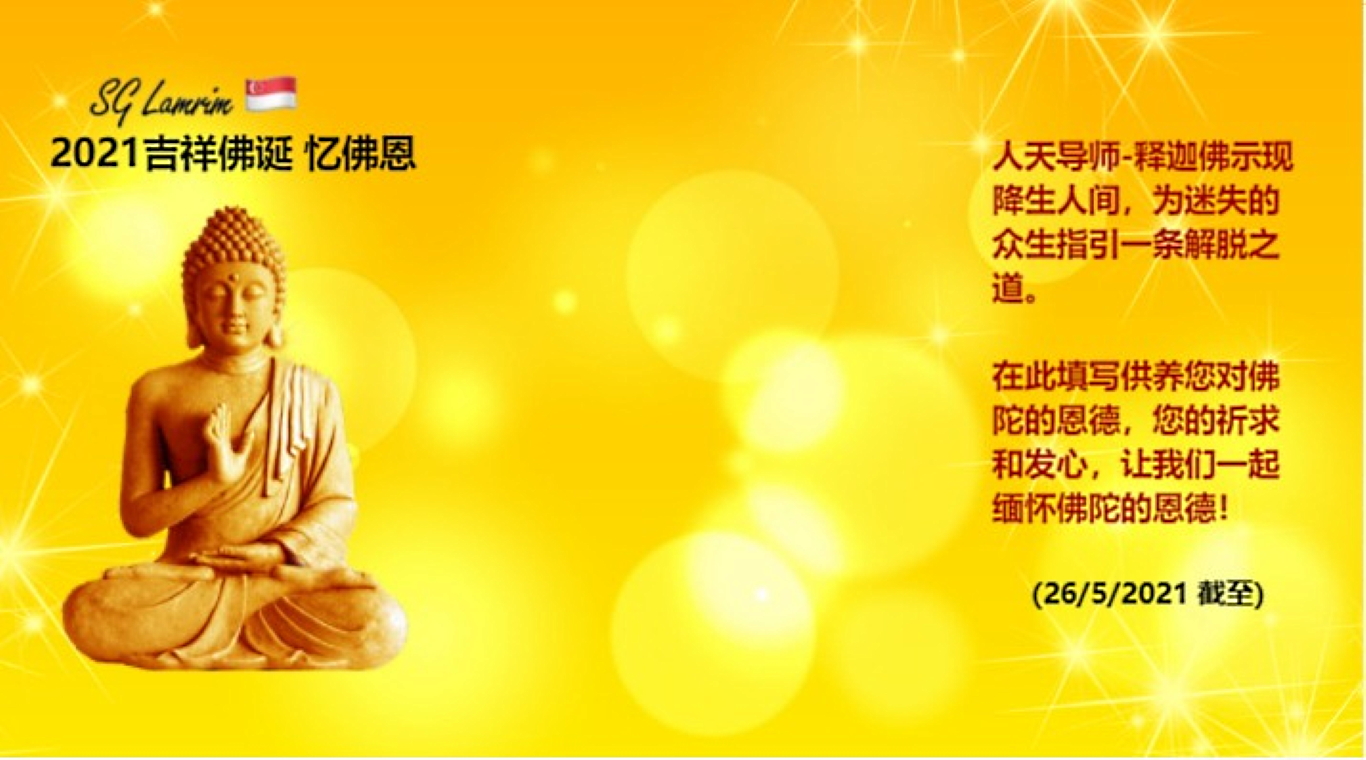 SG Lamrim
2021吉祥佛诞 忆佛恩
人天导师-释迦佛示现
降生人间，为迷失的
众生指引一条解脱之
道。
在此填写供养您对佛
陀的恩德，您的祈求
和发心，让我们一起
缅怀佛陀的恩德！
(26/5/2021 截至)